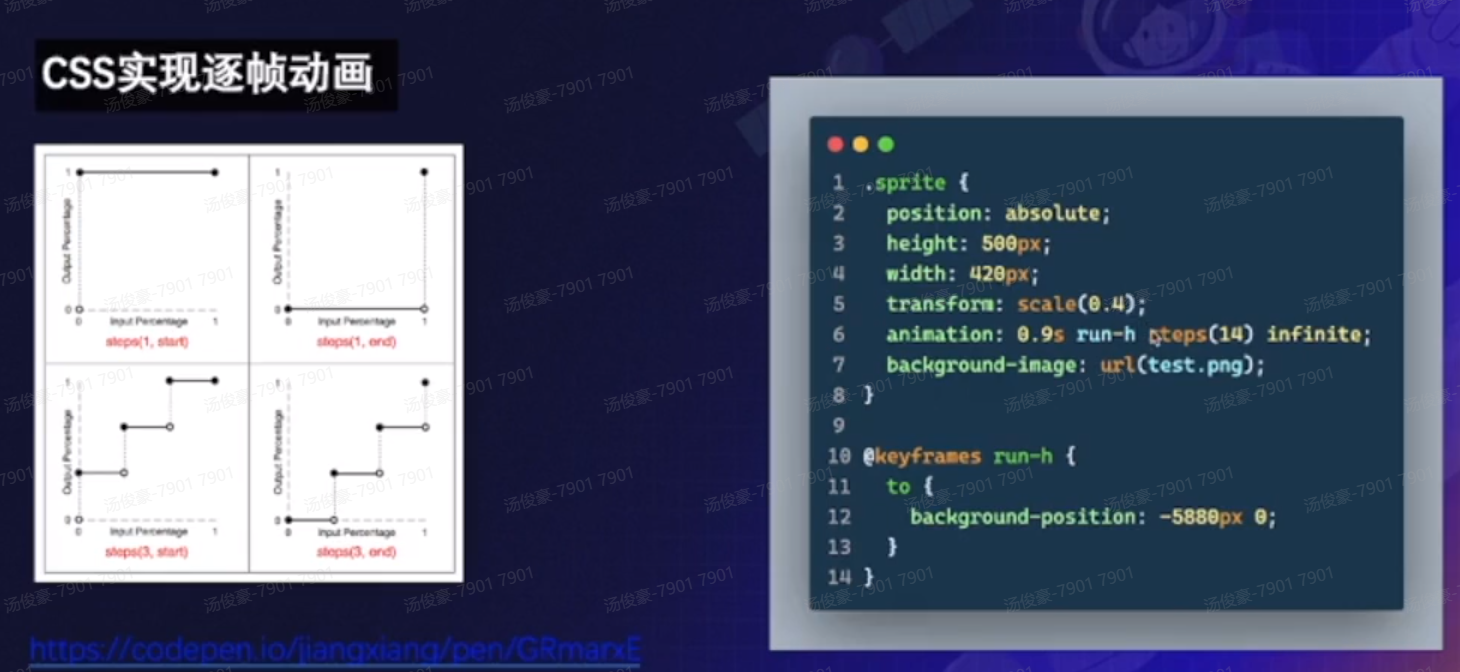 CSS实现逐帧动画
1
Output Percentage
0
0 Input Percentage 1
steps(1, start)
1
Output Percentage
0
0 Input Percentage 1
steps(1, end)
1
Output Percentage
0
0 Input Percentage 1
steps(3, start)
1
Output Percentage
0
0 Input Percentage 1
steps(3, end)
https://codepen.io/jiangxiang/pen/GRmarxE
1 .sprite {
2 position: absolute;
3 height: 500px;
4 width: 420px;
5 transform: scale(0.4);
6 animation: 0.9s run-h steps(14) infinite;
7 background-image: url(test.png);
8 }
9
10 @keyframes run-h {
11 to {
12 background-position: -5880px 0;
13 }
14 }
汤俊豪-7901 7901